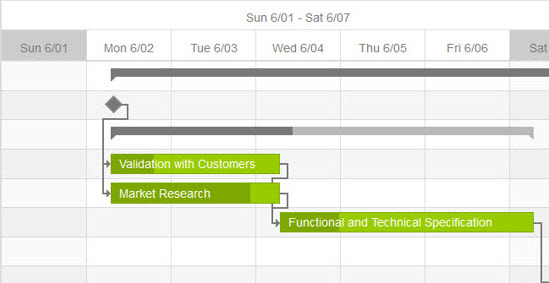 Sun 6/01 - Sat 6/07
Sun 6/01 Mon 6/02 Tue 6/03 Wed 6/04 Thu 6/05 Fri 6/06 Sat
Validation with Customers
Market Research
Functional and Technical Specification